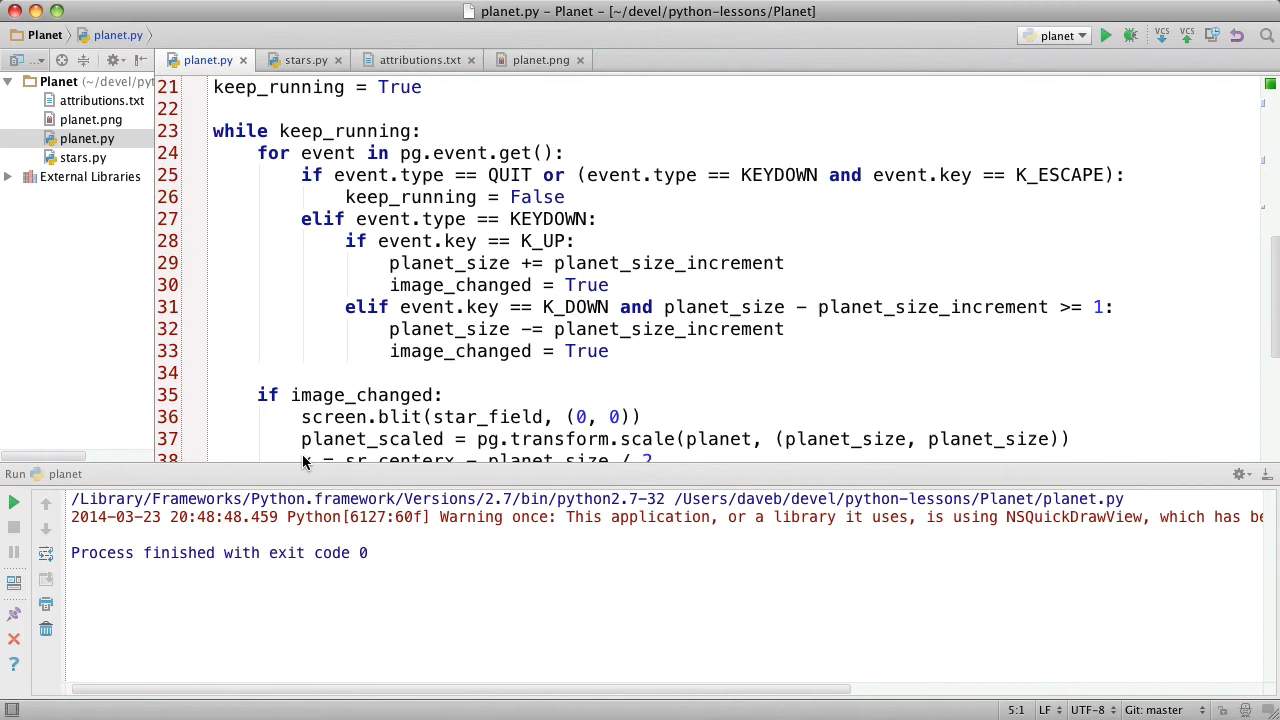 planet.py – Planet – [~/devel/python-lessons/Planet]
Planet planet.py planet
... planet.py stars.py attributions.txt planet.png
Planet (~/devel/pyt
attributions.txt
planet.png
planet.py
stars.py
External Libraries
21 keep_running = True
22
23 while keep_running:
24 for event in pg.event.get():
25 if event.type == QUIT or (event.type == KEYDOWN and event.key == K_ESCAPE):
26 keep_running = False
27 elif event.type == KEYDOWN:
28 if event.key == K_UP:
29 planet_size += planet_size_increment
30 image_changed = True
31 elif event.key == K_DOWN and planet_size - planet_size_increment >= 1:
32 planet_size -= planet_size_increment
33 image_changed = True
34
35 if image_changed:
36 screen.blit(star_field, (0, 0))
37 planet_scaled = pg.transform.scale(planet, (planet_size, planet_size))
38 = sr.centerx - planet_size / 2
Run planet
/Library/Frameworks/Python.framework/Versions/2.7/bin/python2.7-32 /Users/daveb/devel/python-lessons/Planet/planet.py
2014-03-23 20:48:48.459 Python[6127:60f] Warning once: This application, or a library it uses, is using NSQuickDrawView, which has be
Process finished with exit code 0
5:1 LF UTF-8 Git: master